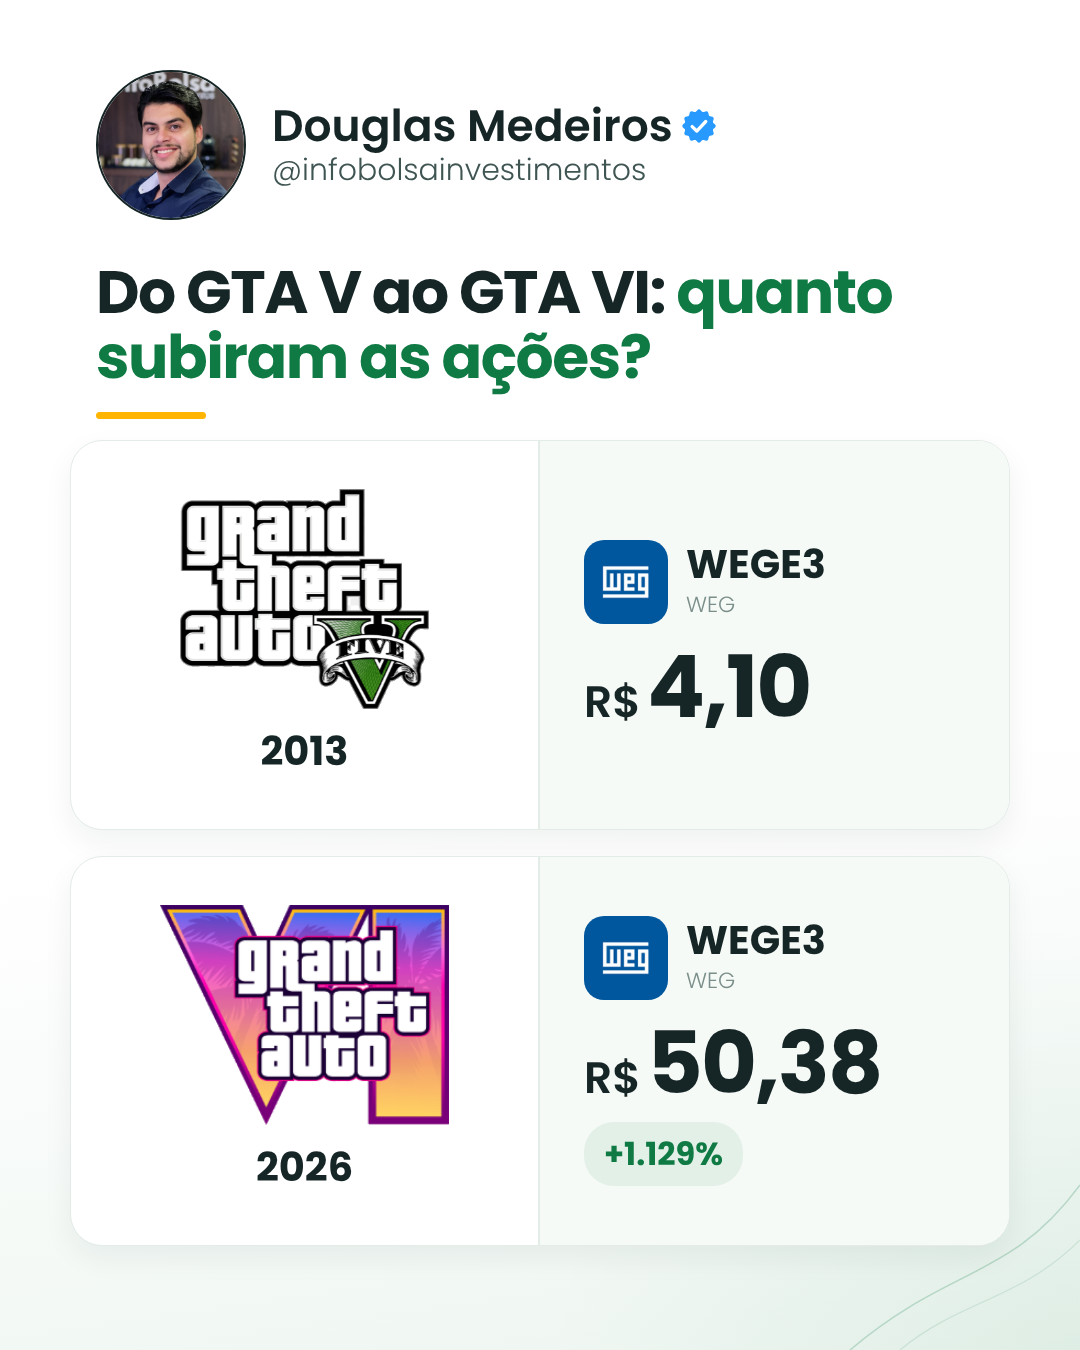 Douglas Medeiros
@infobolsainvestimentos
Do GTA V ao GTA VI: quanto
subiram as ações?
grand
theft
auto
FIVE
2013
weg
WEGE3
WEG
R$ 4,10
VI
grand
theft
auto
2026
weg
WEGE3
WEG
R$ 50,38
+1.129%